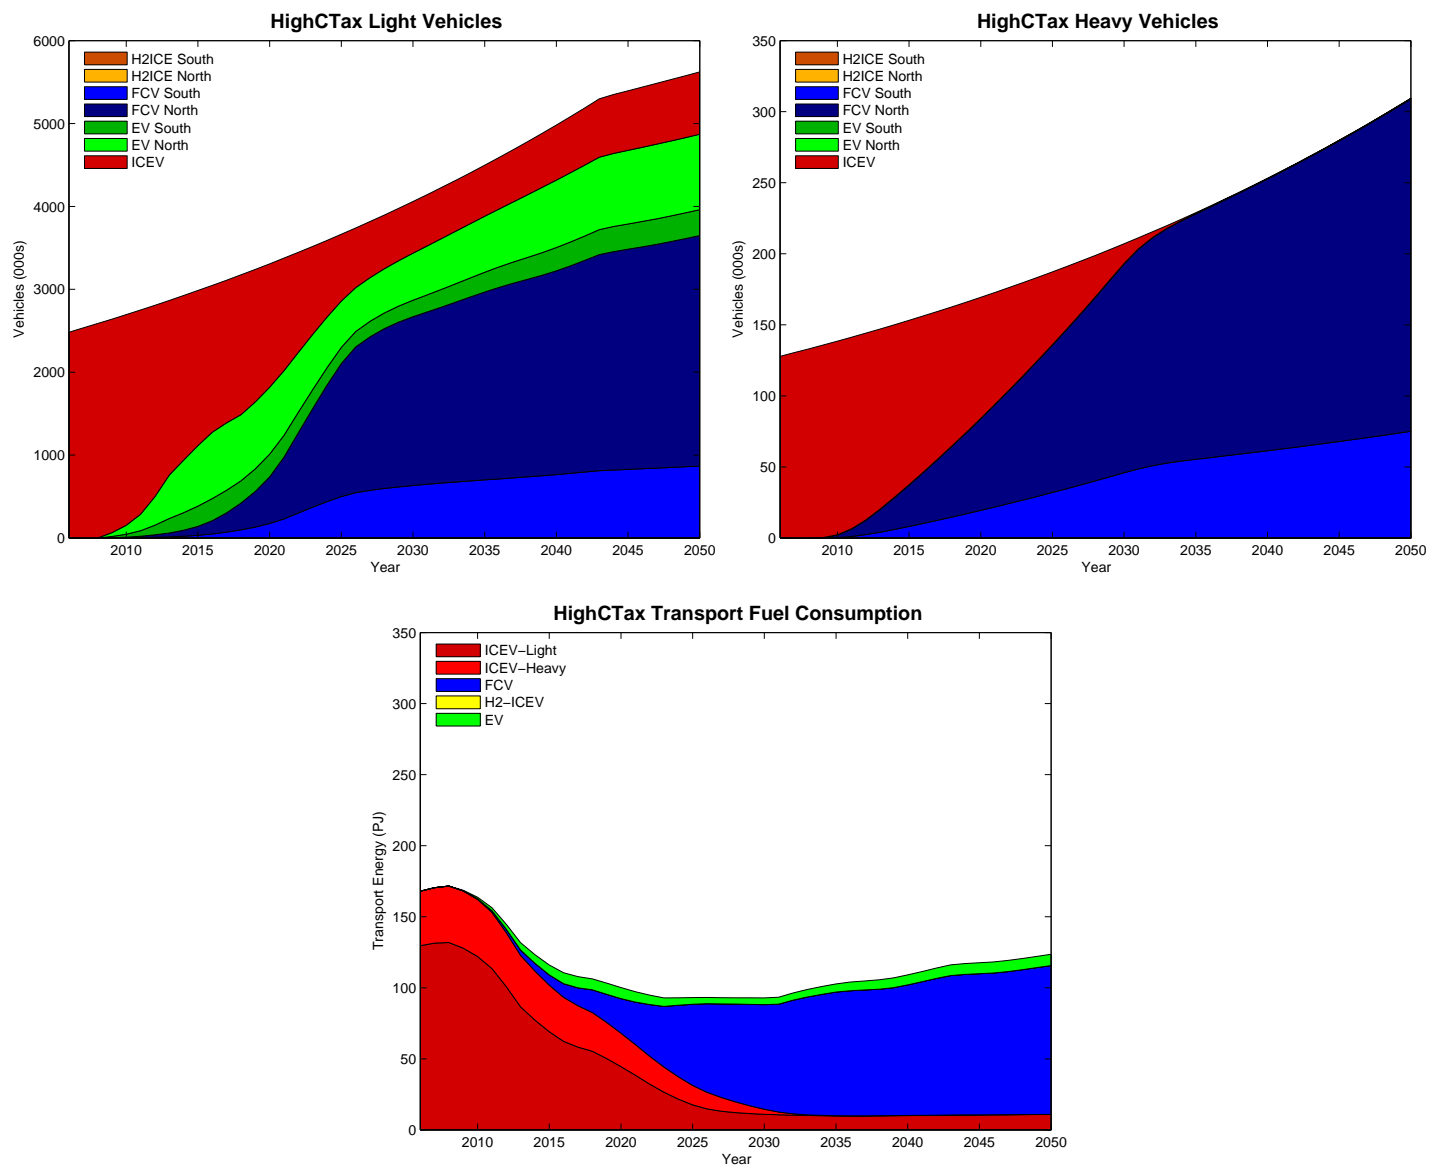 HighCTax Light Vehicles
6000
5000
4000
3000
2000
1000
0
Vehicles (000s)
H2ICE South
H2ICE North
FCV South
FCV North
EV South
EV North
ICEV
2010 2015 2020 2025 2030 2035 2040 2045 2050
Year
HighCTax Heavy Vehicles
350
300
250
200
150
100
50
0
Vehicles (000s)
H2ICE South
H2ICE North
FCV South
FCV North
EV South
EV North
ICEV
2010 2015 2020 2025 2030 2035 2040 2045 2050
Year
HighCTax Transport Fuel Consumption
350
300
250
200
150
100
50
0
Transport Energy (PJ)
ICEV−Light
ICEV−Heavy
FCV
H2−ICEV
EV
2010 2015 2020 2025 2030 2035 2040 2045 2050
Year